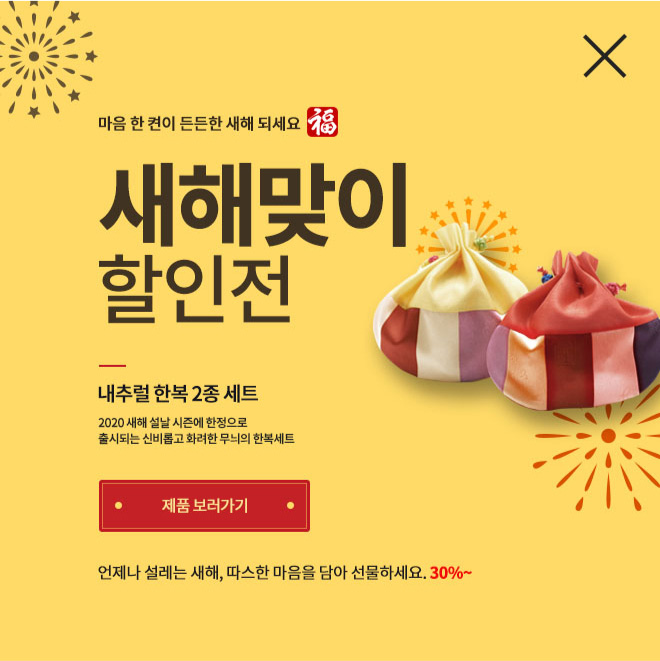 마음 한 켠이 든든한 새해 되세요 福
새해맞이
할인전
내추럴 한복 2종 세트
2020 새해 설날 시즌에 한정으로
출시되는 신비롭고 화려한 무늬의 한복세트
제품 보러가기
언제나 설레는 새해, 따스한 마음을 담아 선물하세요. 30%~